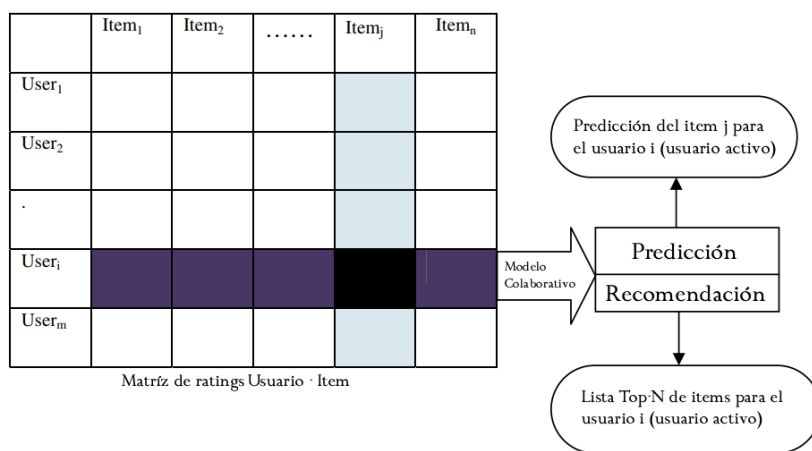 Item₁ Item₂ ...... Itemⱼ Itemₙ
User₁
User₂
.
Userᵢ
Userₘ
Matríz de ratings Usuario · Item
Modelo
Colaborativo
Predicción del item j para
el usuario i (usuario activo)
Predicción
Recomendación
Lista Top-N de items para el
usuario i (usuario activo)